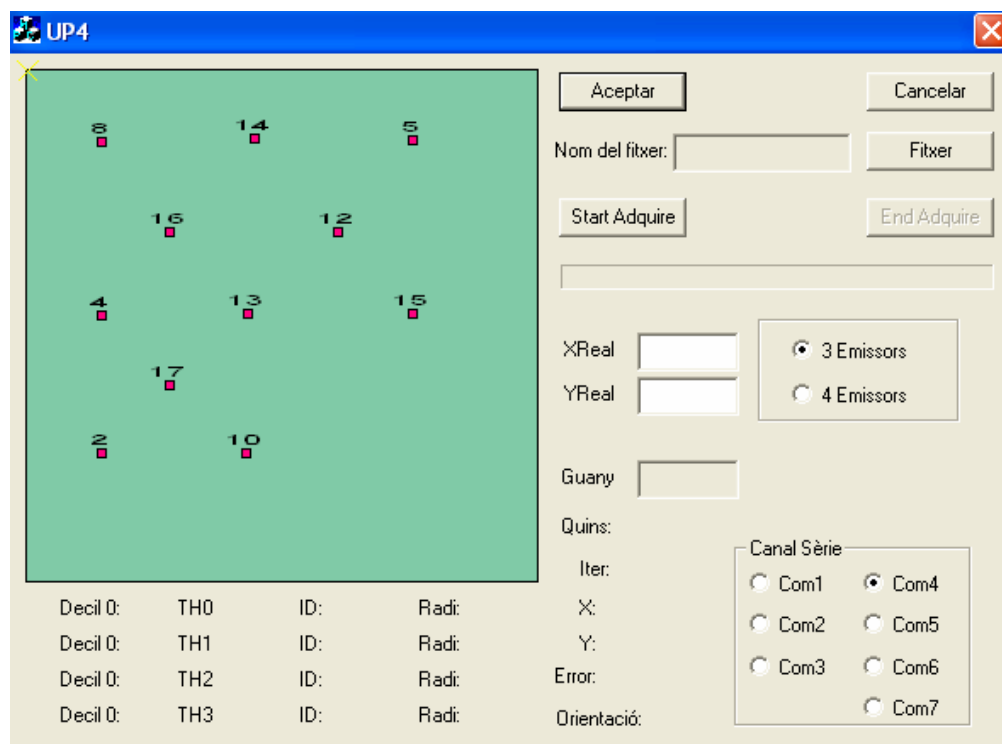 UP4
8 14 5
16 12
4 13 15
17
2 10
Aceptar Cancelar
Nom del fitxer: Fitxer
Start Adquire End Adquire
XReal
YReal
3 Emissors
4 Emissors
Guany
Quins:
Iter:
X:
Y:
Error:
Orientació:
Canal Sèrie
Com1 Com4
Com2 Com5
Com3 Com6
Com7
Decil 0: TH0 ID: Radi:
Decil 0: TH1 ID: Radi:
Decil 0: TH2 ID: Radi:
Decil 0: TH3 ID: Radi: